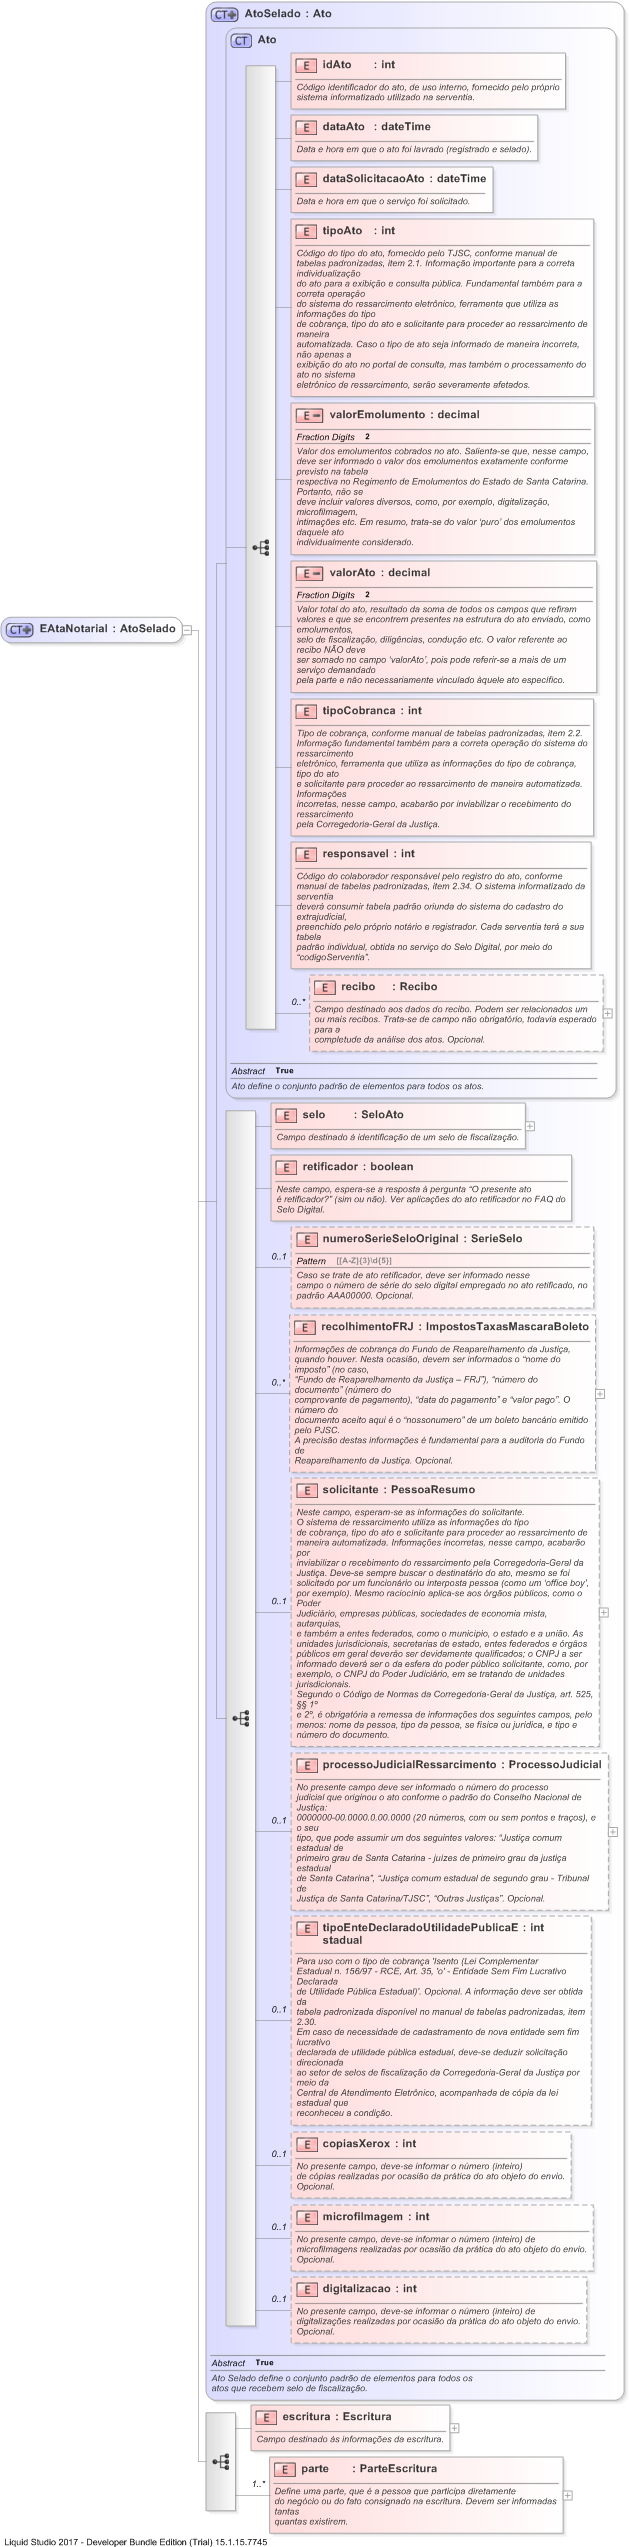 AtoSelado : Ato
Ato
idAto : int
Código identificador do ato, de uso interno, fornecido pelo próprio
sistema informatizado utilizado na serventia.
dataAto : dateTime
Data e hora em que o ato foi lavrado (registrado e selado).
dataSolicitacaoAto : dateTime
Data e hora em que o serviço foi solicitado.
tipoAto : int
Código do tipo do ato, fornecido pelo TJSC, conforme manual de
tabelas padronizadas, item 2.1. Informação importante para a correta
individualização
do ato para a exibição e consulta pública. Fundamental também para a
correta operação
do sistema do ressarcimento eletrônico, ferramenta que utiliza as
informações do tipo
de cobrança, tipo do ato e solicitante para proceder ao ressarcimento de
maneira
automatizada. Caso o tipo de ato seja informado de maneira incorreta,
não apenas a
exibição do ato no portal de consulta, mas também o processamento do
ato no sistema
eletrônico de ressarcimento, serão severamente afetados.
valorEmolumento : decimal
Fraction Digits 2
Valor dos emolumentos cobrados no ato. Salienta-se que, nesse campo,
deve ser informado o valor dos emolumentos exatamente conforme
previsto na tabela
respectiva no Regimento de Emolumentos do Estado de Santa Catarina.
Portanto, não se
deve incluir valores diversos, como, por exemplo, digitalização,
microfilmagem,
intimações etc. Em resumo, trata-se do valor ‘puro’ dos emolumentos
daquele ato
individualmente considerado.
valorAto : decimal
Fraction Digits 2
Valor total do ato, resultado da soma de todos os campos que refiram
valores e que se encontrem presentes na estrutura do ato enviado, como
emolumentos,
selo de fiscalização, diligências, condução etc. O valor referente ao
recibo NÃO deve
ser somado no campo ‘valorAto’, pois pode referir-se a mais de um
serviço demandado
pela parte e não necessariamente vinculado àquele ato específico.
tipoCobranca : int
Tipo de cobrança, conforme manual de tabelas padronizadas, item 2.2.
Informação fundamental também para a correta operação do sistema do
ressarcimento
eletrônico, ferramenta que utiliza as informações do tipo de cobrança,
tipo do ato
e solicitante para proceder ao ressarcimento de maneira automatizada.
Informações
incorretas, nesse campo, acabarão por inviabilizar o recebimento do
ressarcimento
pela Corregedoria-Geral da Justiça.
responsavel : int
Código do colaborador responsável pelo registro do ato, conforme
manual de tabelas padronizadas, item 2.34. O sistema informatizado da
serventia
deverá consumir tabela padrão oriunda do sistema do cadastro do
extrajudicial,
preenchido pelo próprio notário e registrador. Cada serventia terá a sua
tabela
padrão individual, obtida no serviço do Selo Digital, por meio do
“codigoServentia”.
recibo : Recibo
0..*
Campo destinado aos dados do recibo. Podem ser relacionados um
ou mais recibos. Trata-se de campo não obrigatório, todavia esperado
para a
completude da análise dos atos. Opcional.
Abstract True
Ato define o conjunto padrão de elementos para todos os atos.
EAtaNotarial : AtoSelado
selo : SeloAto
Campo destinado à identificação de um selo de fiscalização.
retificador : boolean
Neste campo, espera-se a resposta à pergunta “O presente ato
é retificador?” (sim ou não). Ver aplicações do ato retificador no FAQ do
Selo Digital.
numeroSerieSeloOriginal : SerieSelo
0..1
Pattern [[A-Z]{3}\d{5}]
Caso se trate de ato retificador, deve ser informado nesse
campo o número de série do selo digital empregado no ato retificado, no
padrão AAA00000. Opcional.
recolhimentoFRJ : ImpostosTaxasMascaraBoleto
0..*
Informações de cobrança do Fundo de Reaparelhamento da Justiça,
quando houver. Nesta ocasião, devem ser informados o “nome do
imposto” (no caso,
“Fundo de Reaparelhamento da Justiça – FRJ”), “número do
documento” (número do
comprovante de pagamento), “data do pagamento” e “valor pago”. O
número do
documento aceito aqui é o “nossonumero” de um boleto bancário emitido
pelo PJSC.
A precisão destas informações é fundamental para a auditoria do Fundo
de
Reaparelhamento da Justiça. Opcional.
solicitante : PessoaResumo
0..1
Neste campo, esperam-se as informações do solicitante.
O sistema de ressarcimento utiliza as informações do tipo
de cobrança, tipo do ato e solicitante para proceder ao ressarcimento de
maneira automatizada. Informações incorretas, nesse campo, acabarão
por
inviabilizar o recebimento do ressarcimento pela Corregedoria-Geral da
Justiça. Deve-se sempre buscar o destinatário do ato, mesmo se foi
solicitado por um funcionário ou interposta pessoa (como um ‘office boy’,
por exemplo). Mesmo raciocínio aplica-se aos órgãos públicos, como o
Poder
Judiciário, empresas públicas, sociedades de economia mista,
autarquias,
e também a entes federados, como o município, o estado e a união. As
unidades jurisdicionais, secretarias de estado, entes federados e órgãos
públicos em geral deverão ser devidamente qualificados; o CNPJ a ser
informado deverá ser o da esfera do poder público solicitante, como, por
exemplo, o CNPJ do Poder Judiciário, em se tratando de unidades
jurisdicionais.
Segundo o Código de Normas da Corregedoria-Geral da Justiça, art. 525,
§§ 1º
e 2º, é obrigatória a remessa de informações dos seguintes campos, pelo
menos: nome da pessoa, tipo da pessoa, se física ou jurídica, e tipo e
número do documento.
processoJudicialRessarcimento : ProcessoJudicial
0..1
No presente campo deve ser informado o número do processo
judicial que originou o ato conforme o padrão do Conselho Nacional de
Justiça:
0000000-00.0000.0.00.0000 (20 números, com ou sem pontos e traços), e
o seu
tipo, que pode assumir um dos seguintes valores: “Justiça comum
estadual de
primeiro grau de Santa Catarina - juízes de primeiro grau da justiça
estadual
de Santa Catarina”, “Justiça comum estadual de segundo grau - Tribunal
de
Justiça de Santa Catarina/TJSC”, “Outras Justiças”. Opcional.
tipoEnteDeclaradoUtilidadePublicaE : int
stadual
0..1
Para uso com o tipo de cobrança 'Isento (Lei Complementar
Estadual n. 156/97 - RCE, Art. 35, 'o' - Entidade Sem Fim Lucrativo
Declarada
de Utilidade Pública Estadual)'. Opcional. A informação deve ser obtida
da
tabela padronizada disponível no manual de tabelas padronizadas, item
2.30.
Em caso de necessidade de cadastramento de nova entidade sem fim
lucrativo
declarada de utilidade pública estadual, deve-se deduzir solicitação
direcionada
ao setor de selos de fiscalização da Corregedoria-Geral da Justiça por
meio da
Central de Atendimento Eletrônico, acompanhada de cópia da lei
estadual que
reconheceu a condição.
copiasXerox : int
0..1
No presente campo, deve-se informar o número (inteiro)
de cópias realizadas por ocasião da prática do ato objeto do envio.
Opcional.
microfilmagem : int
0..1
No presente campo, deve-se informar o número (inteiro) de
microfilmagens realizadas por ocasião da prática do ato objeto do envio.
Opcional.
digitalizacao : int
0..1
No presente campo, deve-se informar o número (inteiro) de
digitalizações realizadas por ocasião da prática do ato objeto do envio.
Opcional.
Abstract True
Ato Selado define o conjunto padrão de elementos para todos os
atos que recebem selo de fiscalização.
escritura : Escritura
Campo destinado às informações da escritura.
parte : ParteEscritura
1..*
Define uma parte, que é a pessoa que participa diretamente
do negócio ou do fato consignado na escritura. Devem ser informadas
tantas
quantas existirem.
Liquid Studio 2017 - Developer Bundle Edition (Trial) 15.1.15.7745